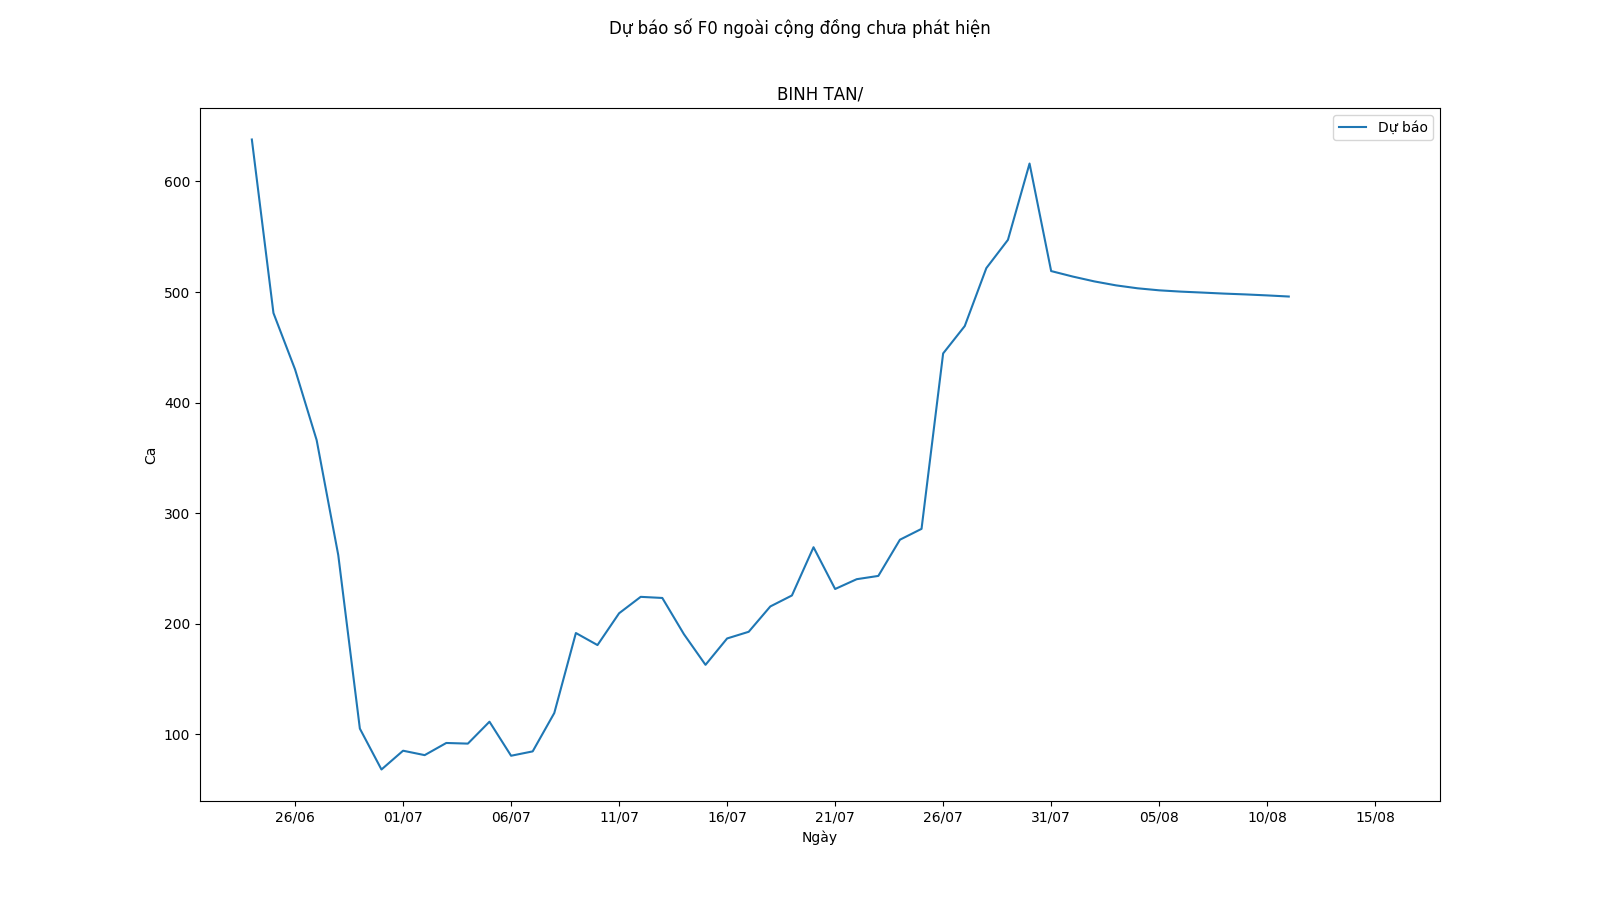 Dự báo số F0 ngoài cộng đồng chưa phát hiện
BINH TAN/
Dự báo
600
500
400
300
200
100
Ca
26/06 01/07 06/07 11/07 16/07 21/07 26/07 31/07 05/08 10/08 15/08
Ngày